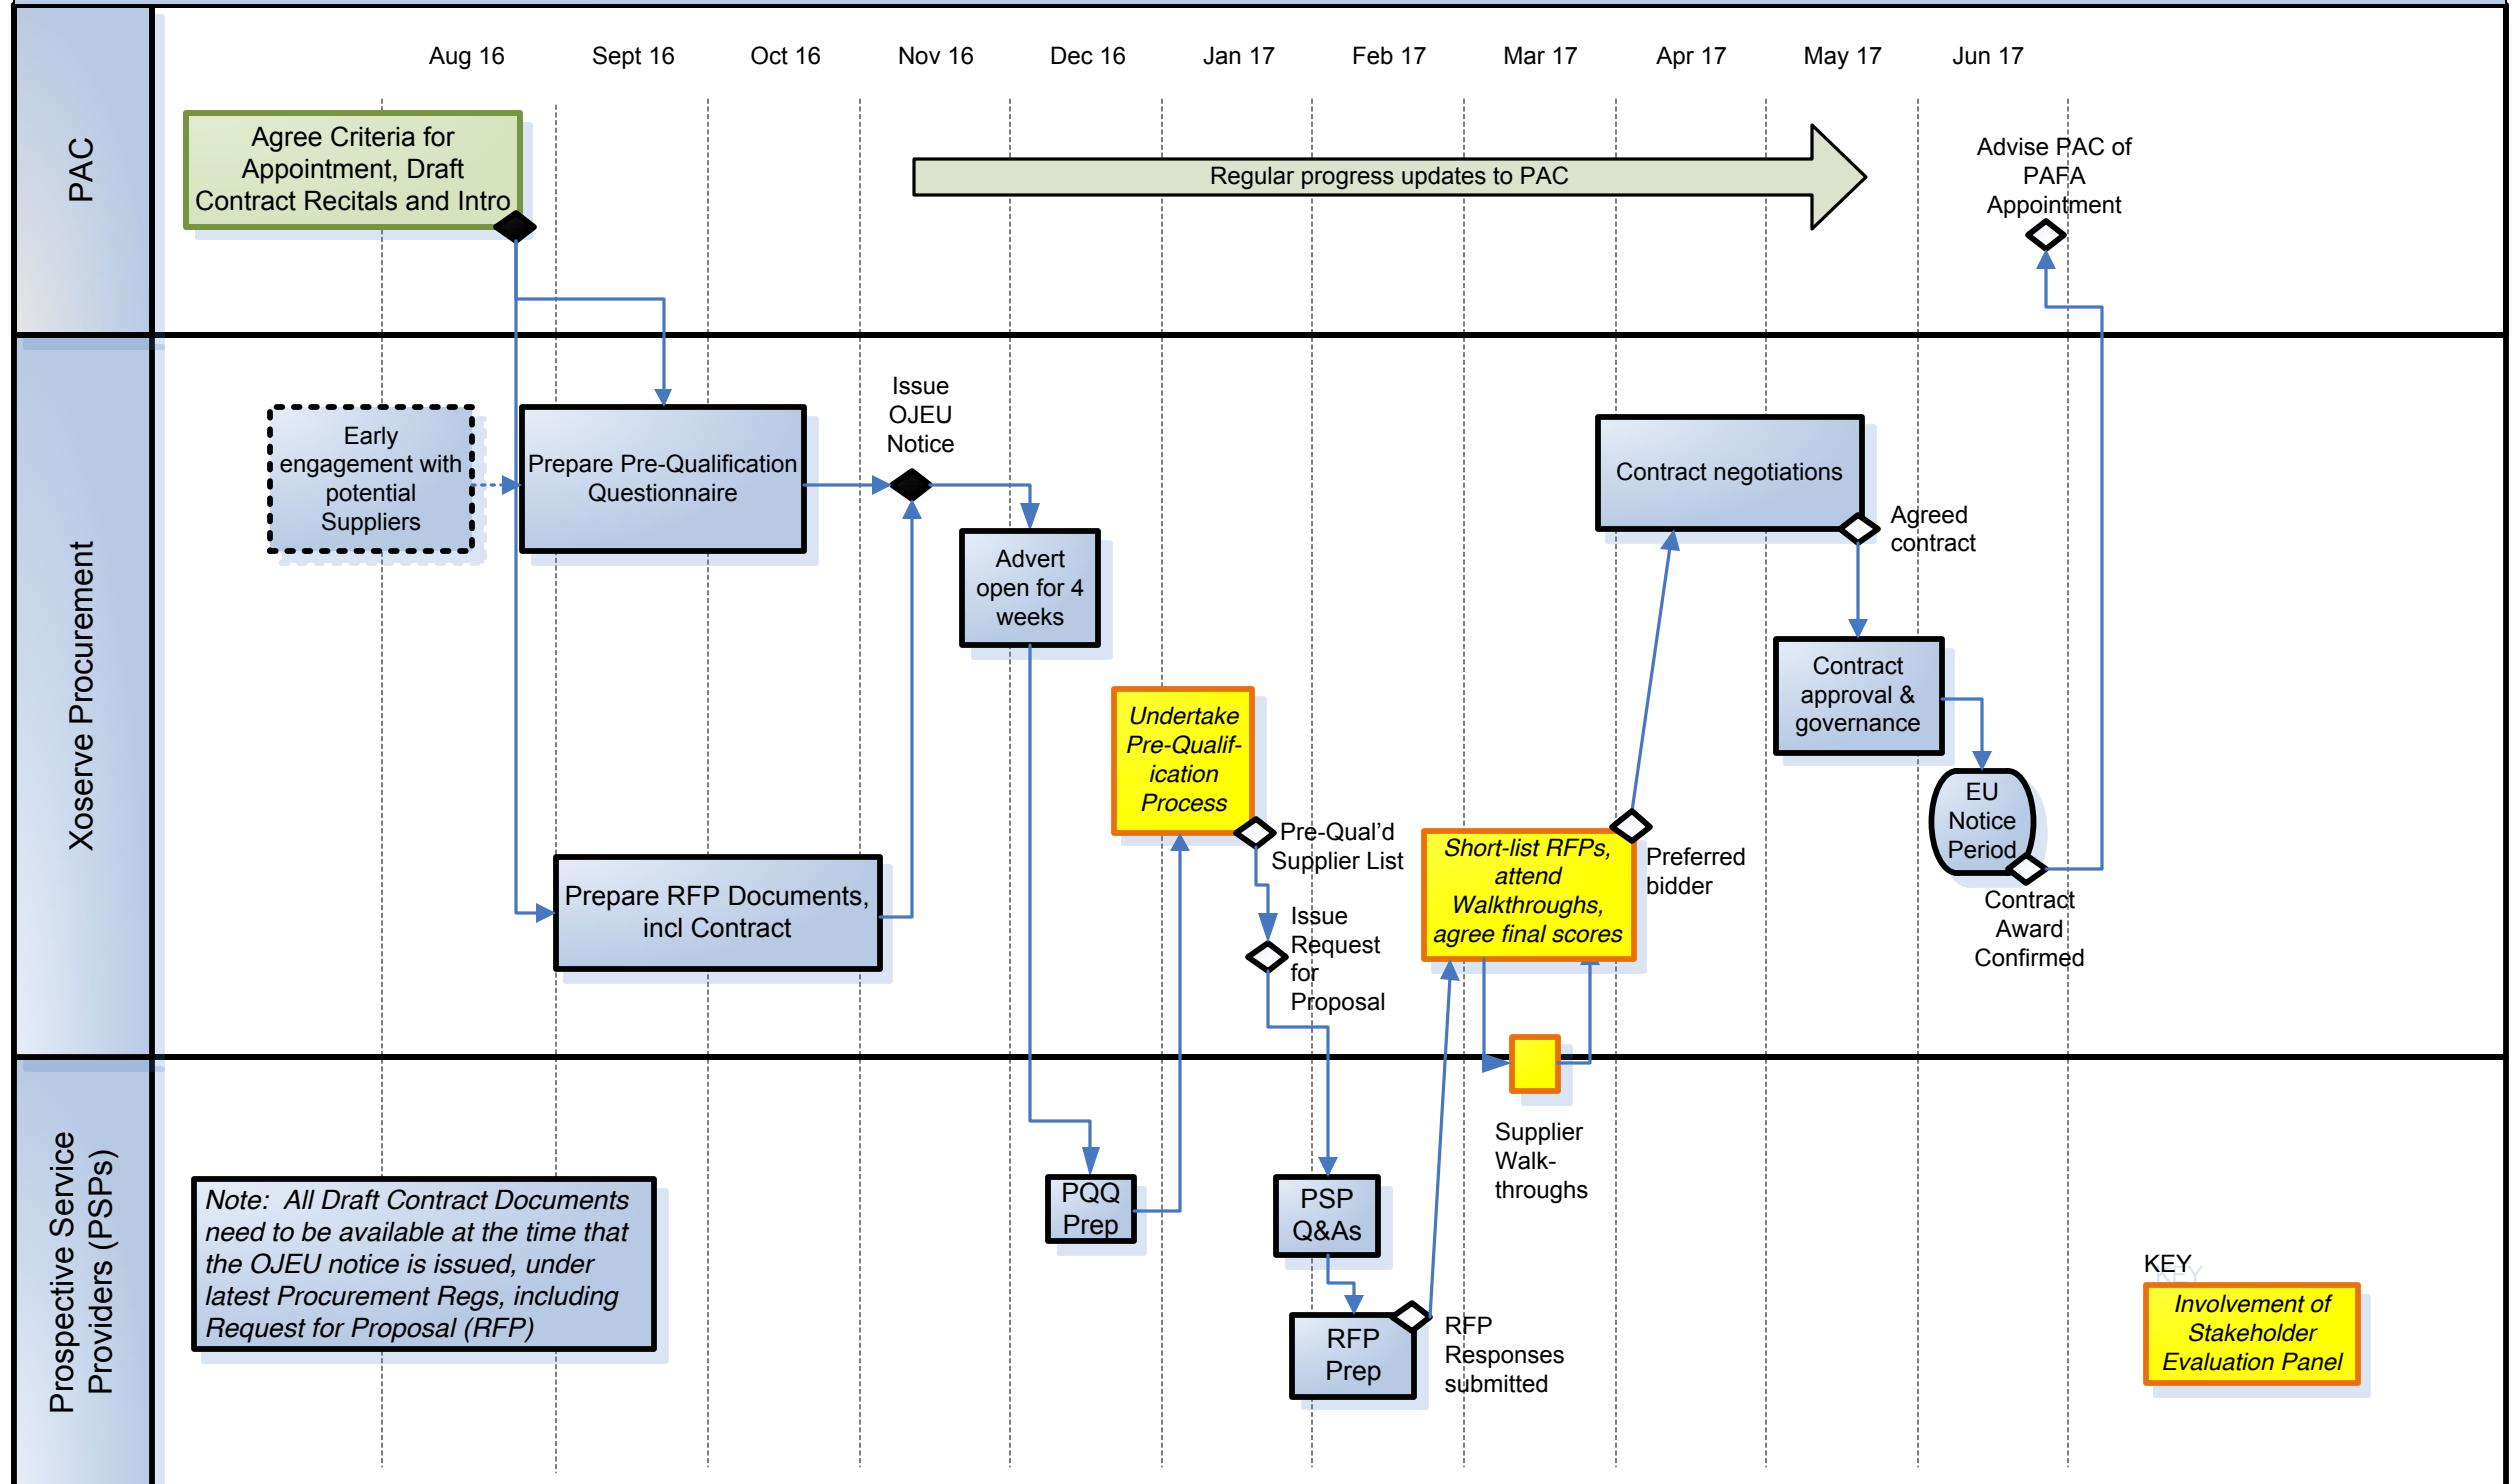 Aug 16
Sept 16
Oct 16
Nov 16
Dec 16
Jan 17
Feb 17
Mar 17
Apr 17
May 17
Jun 17
PAC
Agree Criteria for
Appointment, Draft
Contract Recitals and Intro
Regular progress updates to PAC
Advise PAC of
PAFA
Appointment
Xoserve Procurement
Early
engagement with
potential
Suppliers
Prepare Pre-Qualification
Questionnaire
Issue
OJEU
Notice
Advert
open for 4
weeks
Contract negotiations
Agreed
contract
Contract
approval &
governance
Undertake
Pre-Qualif-
ication
Process
Pre-Qual’d
Supplier List
EU
Notice
Period
Short-list RFPs,
attend
Walkthroughs,
agree final scores
Preferred
bidder
Prepare RFP Documents,
incl Contract
Issue
Request
for
Proposal
Contract
Award
Confirmed
Prospective Service
Providers (PSPs)
Note:  All Draft Contract Documents
need to be available at the time that
the OJEU notice is issued, under
latest Procurement Regs, including
Request for Proposal (RFP)
PQQ
Prep
PSP
Q&As
Supplier
Walk-
throughs
RFP
Prep
RFP
Responses
submitted
KEY
Involvement of
Stakeholder
Evaluation Panel